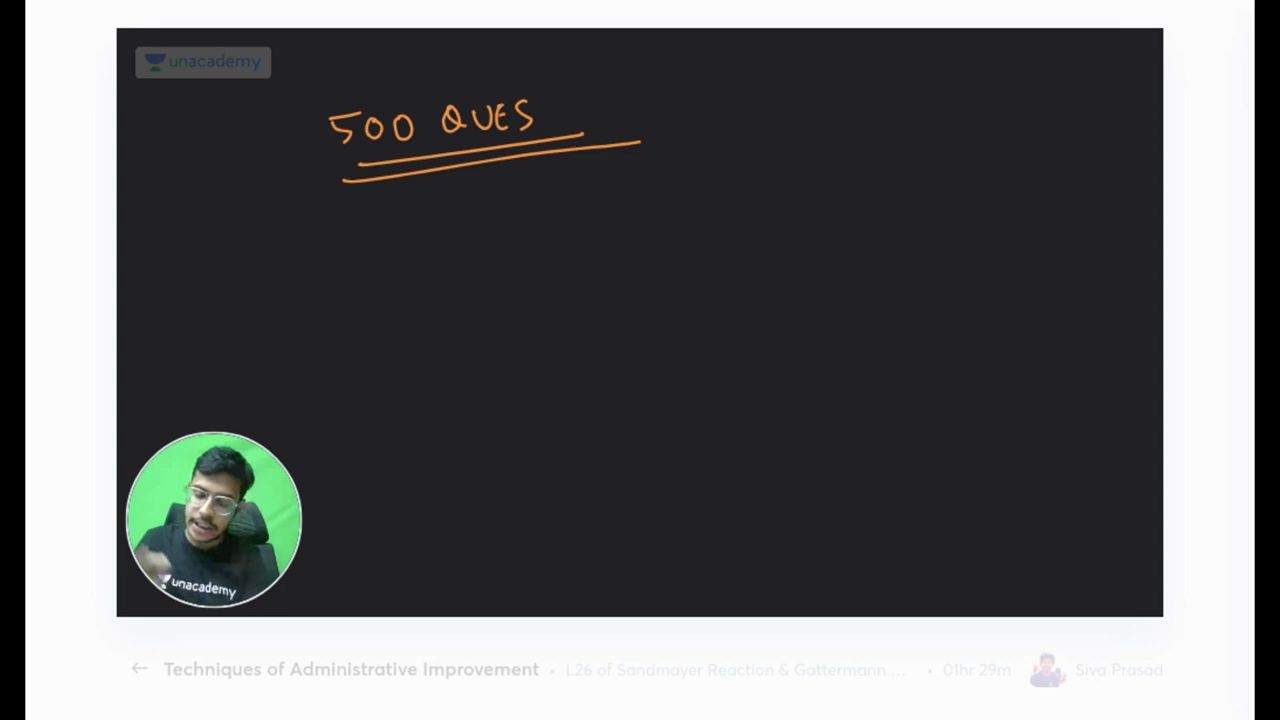 unacademy
500 QUES
unacademy
← Techniques of Administrative Improvement • L26 of Sandmayer Reaction & Gattermann ... • 01hr 29m Siva Prasad